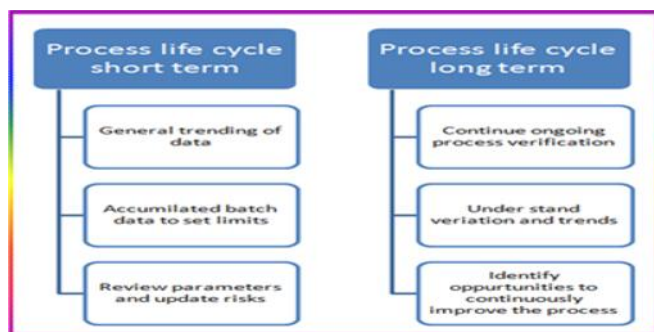 Process life cycle
short term
General trending of
data
Accumilated batch
data to set limits
Review parameters
and update risks
Process life cycle
long term
Continue ongoing
process verification
Under stand
veriation and trends
Identify
oppurtunities to
continuously
improve the process